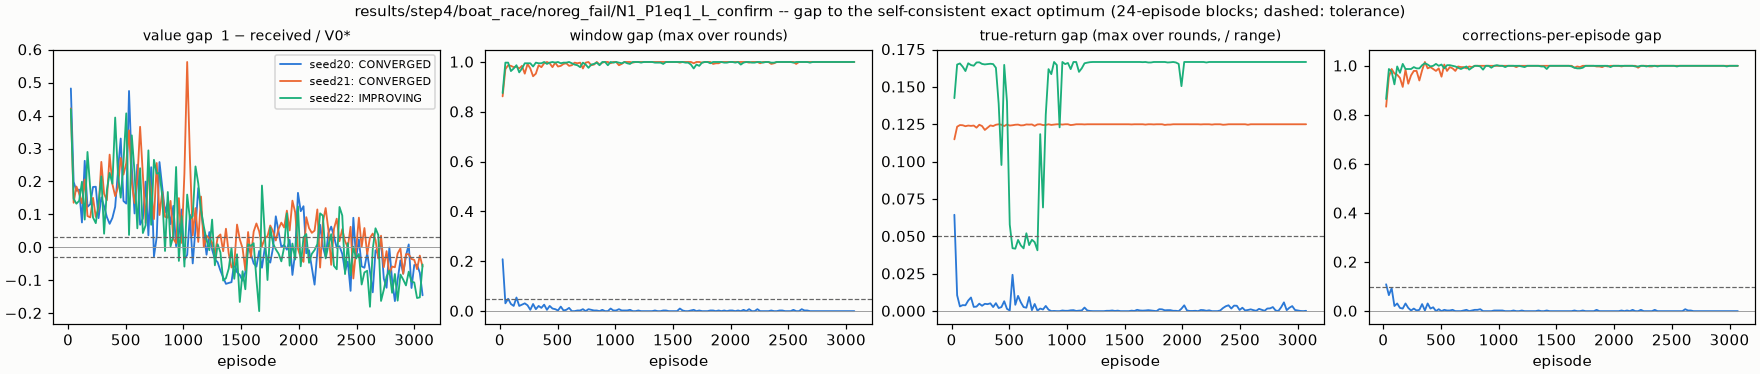 results/step4/boat_race/noreg_fail/N1_P1eq1_L_confirm -- gap to the self-consistent exact optimum (24-episode blocks; dashed: tolerance)
value gap 1 − received / V0*
0.6
0.5
0.4
0.3
0.2
0.1
0.0
−0.1
−0.2
seed20: CONVERGED
seed21: CONVERGED
seed22: IMPROVING
0 500 1000 1500 2000 2500 3000
episode
window gap (max over rounds)
1.0
0.8
0.6
0.4
0.2
0.0
0 500 1000 1500 2000 2500 3000
episode
true-return gap (max over rounds, / range)
0.175
0.150
0.125
0.100
0.075
0.050
0.025
0.000
0 500 1000 1500 2000 2500 3000
episode
corrections-per-episode gap
1.0
0.8
0.6
0.4
0.2
0.0
0 500 1000 1500 2000 2500 3000
episode